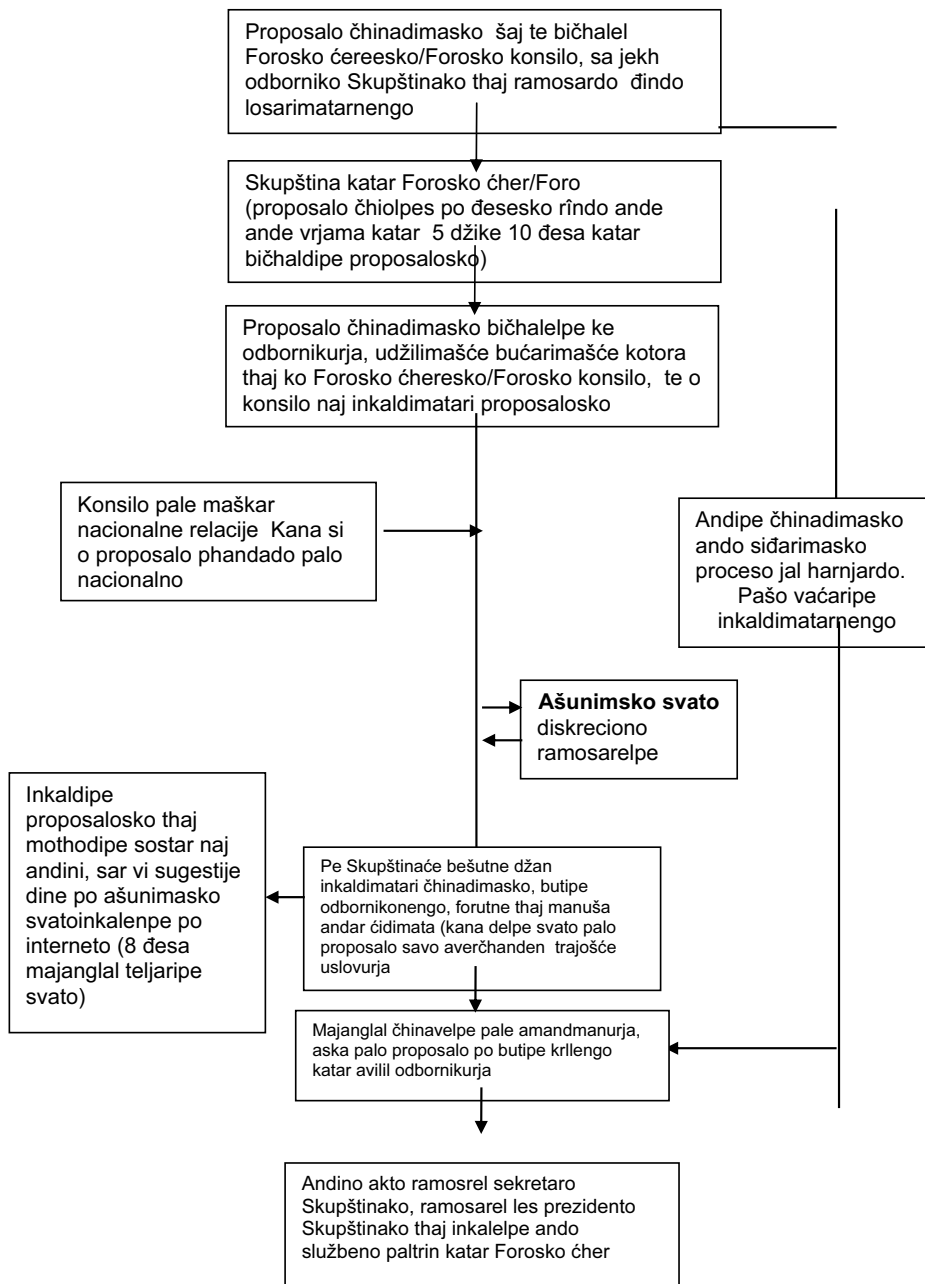 Proposalo čhinadimasko šaj te bičhalel
Forosko ćereesko/Forosko konsilo, sa jekh
odborniko Skupštinako thaj ramosardo đindo
losarimatarnengo
Skupština katar Forosko ćher/Foro
(proposalo čhiolpes po đesesko rîndo ande
ande vrjama katar 5 džike 10 đesa katar
bičhaldipe proposalosko)
Proposalo čhinadimasko bičhalelpe ke
odbornikurja, udžilimašće bućarimašće kotora
thaj ko Forosko ćheresko/Forosko konsilo, te o
konsilo naj inkaldimatari proposalosko
Konsilo pale maškar
nacionalne relacije Kana si
o proposalo phandado palo
nacionalno
Andipe čhinadimasko
ando siđarimasko
proceso jal harnjardo.
Pašo vaćaripe
inkaldimatarnengo
Ašunimsko svato
diskreciono
ramosarelpe
Inkaldipe
proposalosko thaj
mothodipe sostar naj
andini, sar vi sugestije
dine po ašunimasko
svatoinkalenpe po
interneto (8 đesa
majanglal teljaripe
svato)
Pe Skupštinaće bešutne džan
inkaldimatari čhinadimasko, butipe
odbornikonengo, forutne thaj manuša
andar ćidimata (kana delpe svato palo
proposalo savo averčhanden trajošće
uslovurja
Majanglal čhinavelpe pale amandmanurja,
aska palo proposalo po butipe krllengo
katar avilil odbornikurja
Andino akto ramosrel sekretaro
Skupštinako, ramosarel les prezidento
Skupštinako thaj inkalelpe ando
službeno paltrin katar Forosko ćher